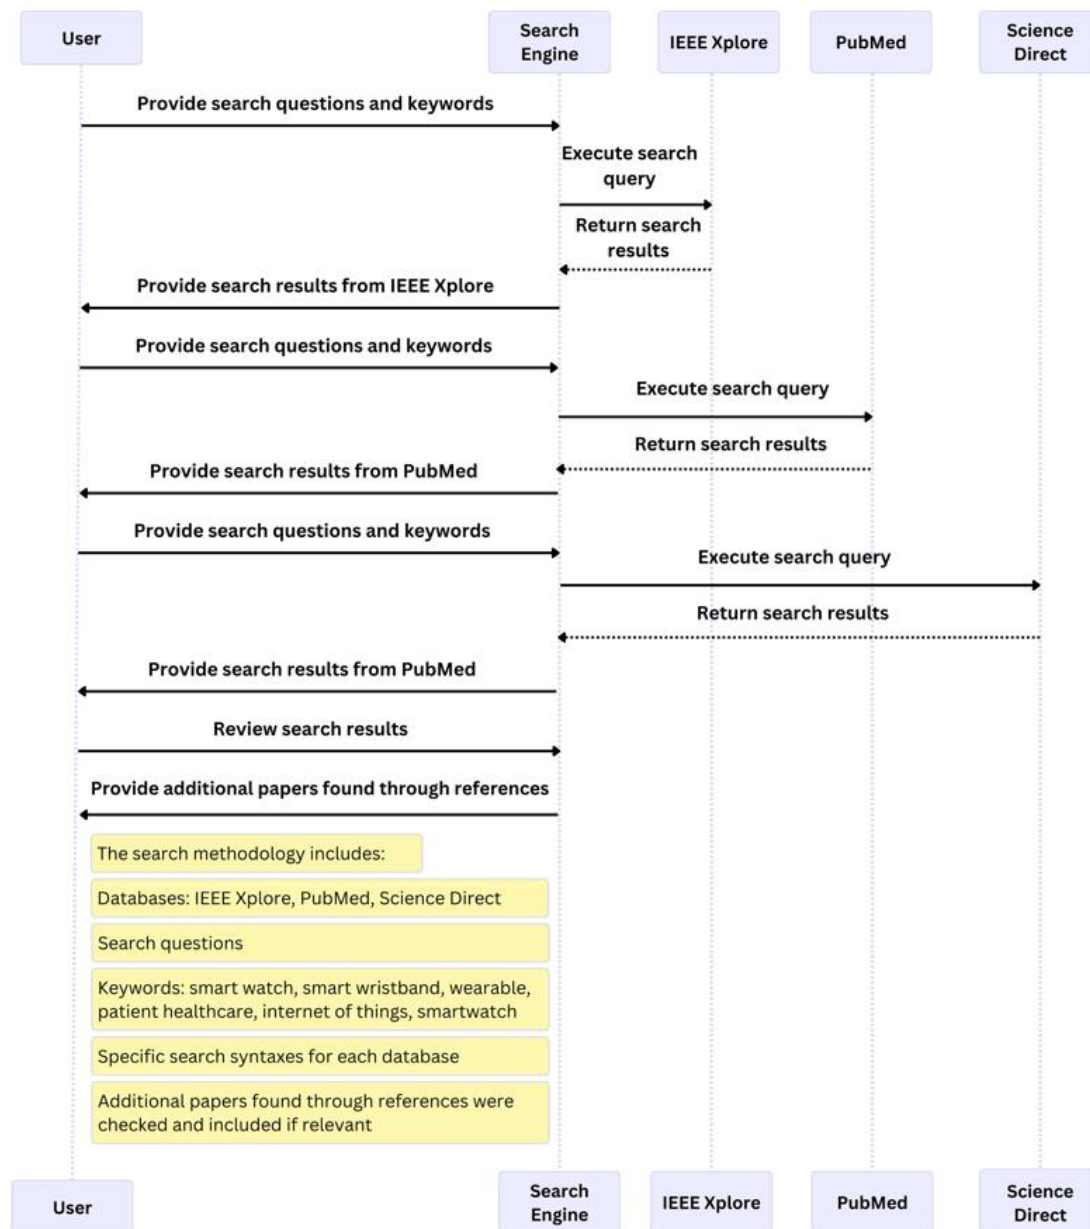 User
Search
Engine
IEEE Xplore
PubMed
Science
Direct
Provide search questions and keywords
Execute search
query
Return search
results
Provide search results from IEEE Xplore
Provide search questions and keywords
Execute search query
Return search results
Provide search results from PubMed
Provide search questions and keywords
Execute search query
Return search results
Provide search results from PubMed
Review search results
Provide additional papers found through references
The search methodology includes:
Databases: IEEE Xplore, PubMed, Science Direct
Search questions
Keywords: smart watch, smart wristband, wearable,
patient healthcare, internet of things, smartwatch
Specific search syntaxes for each database
Additional papers found through references were
checked and included if relevant
User
Search
Engine
IEEE Xplore
PubMed
Science
Direct